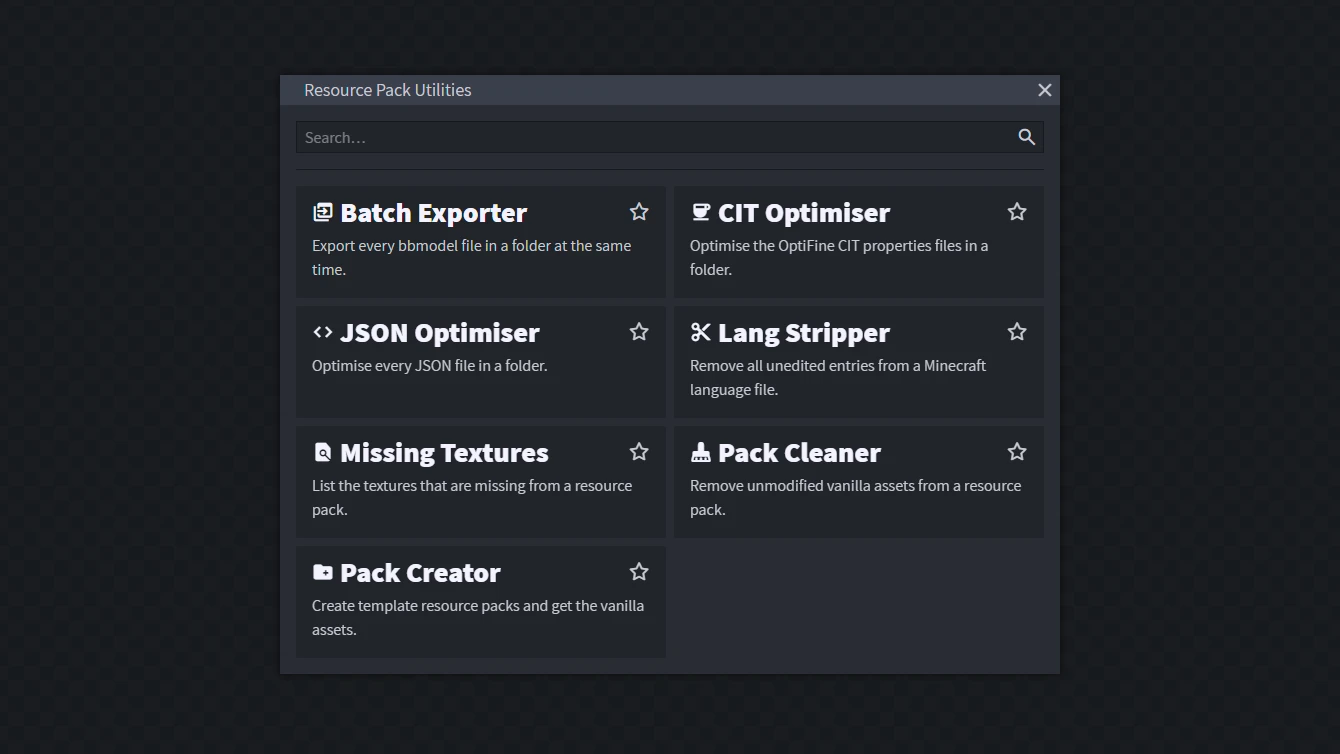 Resource Pack Utilities
Search...
Batch Exporter
Export every bbmodel file in a folder at the same
time.
CIT Optimiser
Optimise the OptiFine CIT properties files in a
folder.
JSON Optimiser
Optimise every JSON file in a folder.
Lang Stripper
Remove all unedited entries from a Minecraft
language file.
Missing Textures
List the textures that are missing from a resource
pack.
Pack Cleaner
Remove unmodified vanilla assets from a resource
pack.
Pack Creator
Create template resource packs and get the vanilla
assets.